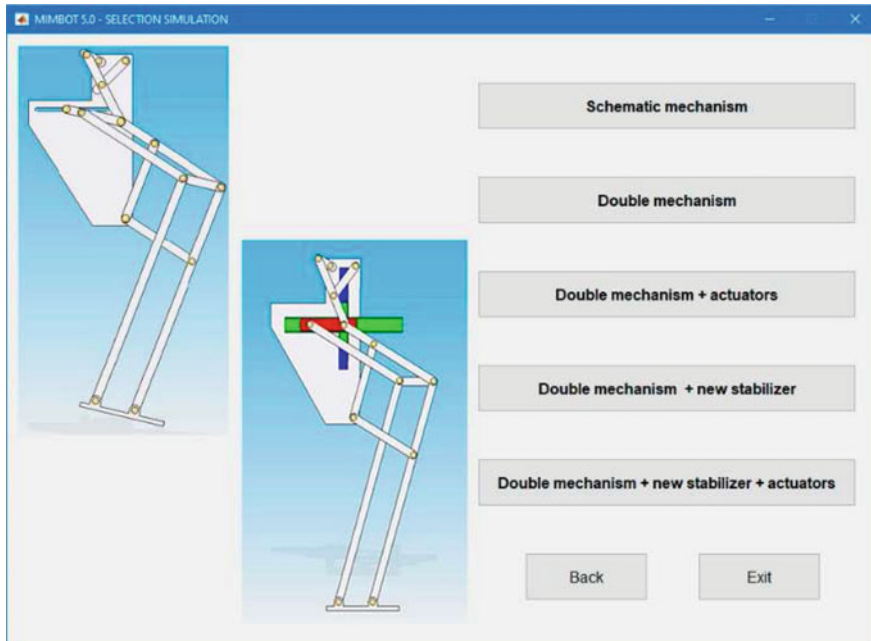 MIMBOT 5.0 - SELECTION SIMULATION
Schematic mechanism
Double mechanism
Double mechanism + actuators
Double mechanism + new stabilizer
Double mechanism + new stabilizer + actuators
Back
Exit